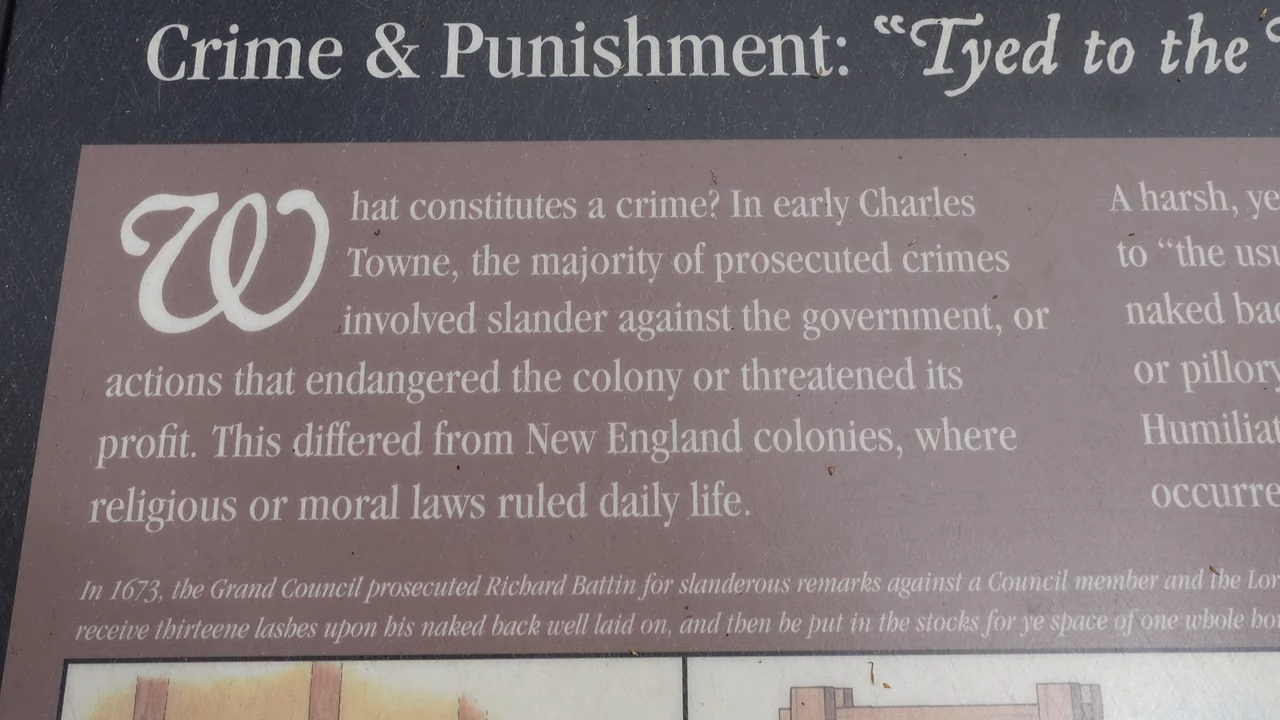 Crime & Punishment: "Tyed to the
What constitutes a crime? In early Charles
Towne, the majority of prosecuted crimes
involved slander against the government, or
actions that endangered the colony or threatened its
profit. This differed from New England colonies, where
religious or moral laws ruled daily life.
A harsh,
to "the
naked
or
In 1673, the Grand Council prosecuted Richard Battin for slanderous remarks against a Council member and the
receive thirteene lashes upon his naked back well laid on, and then be put in the stocks for ye space of one whole